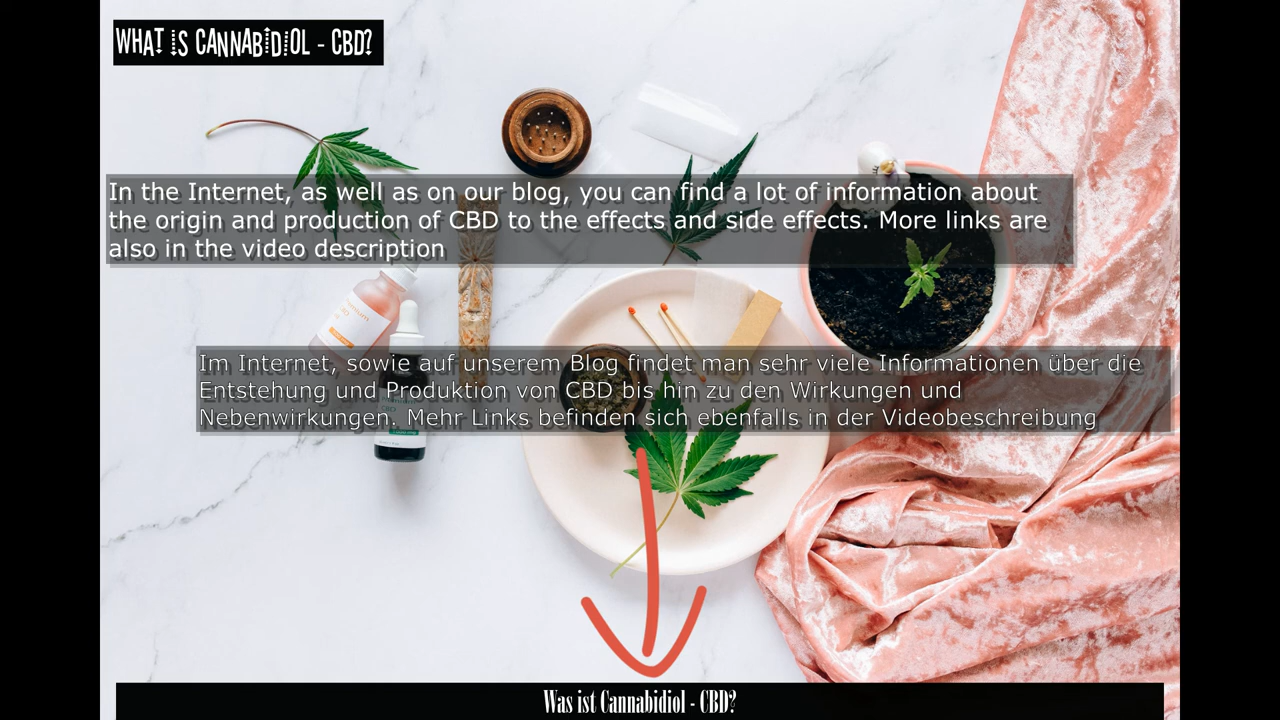 WHAT IS CANNABIDIOL - CBD?
In the Internet, as well as on our blog, you can find a lot of information about
the origin and production of CBD to the effects and side effects. More links are
also in the video description
Im Internet, sowie auf unserem Blog findet man sehr viele Informationen über die
Entstehung und Produktion von CBD bis hin zu den Wirkungen und
Nebenwirkungen. Mehr Links befinden sich ebenfalls in der Videobeschreibung
Was ist Cannabidiol - CBD?